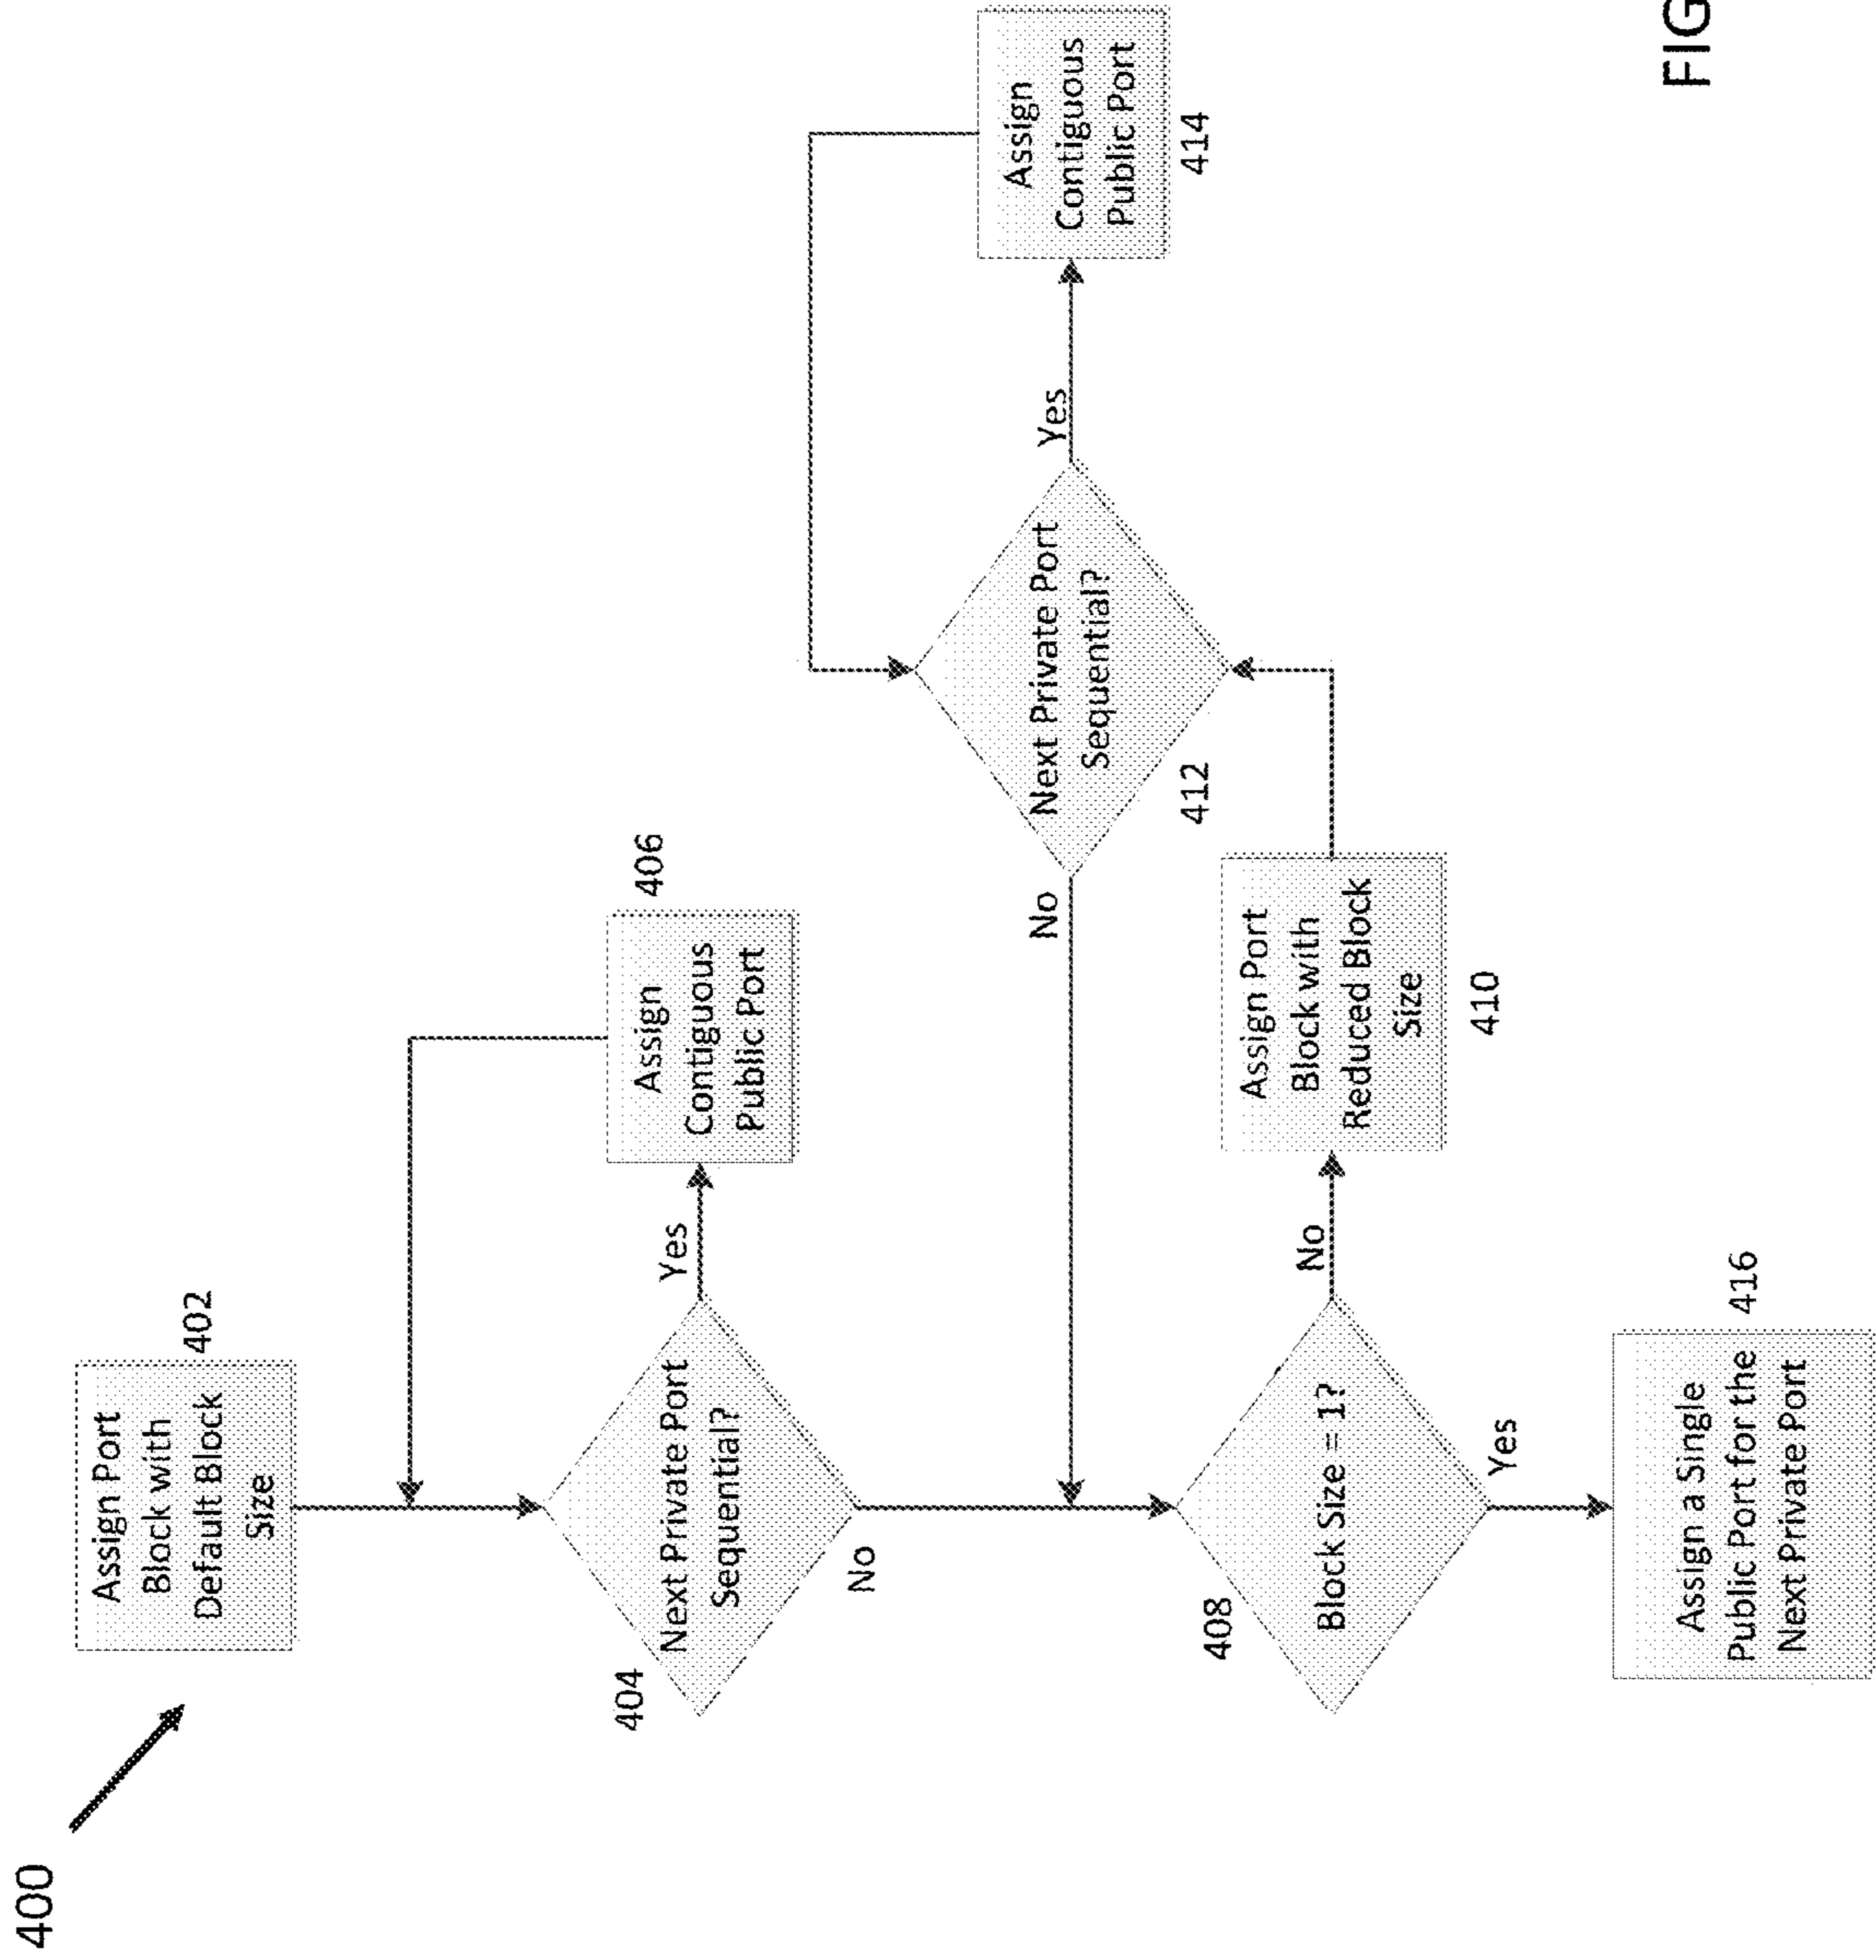 400
Assign Port
Block with
Default Block
Size
402
404
Next Private Port
Sequential?
Yes
Assign
Contiguous
Public Port
406
No
408
Block Size = 1?
No
Assign Port
Block with
Reduced Block
Size
410
No
Next Private Port
Sequential?
412
Yes
Assign
Contiguous
Public Port
414
Yes
Assign a Single
Public Port for the
Next Private Port
416
FIG